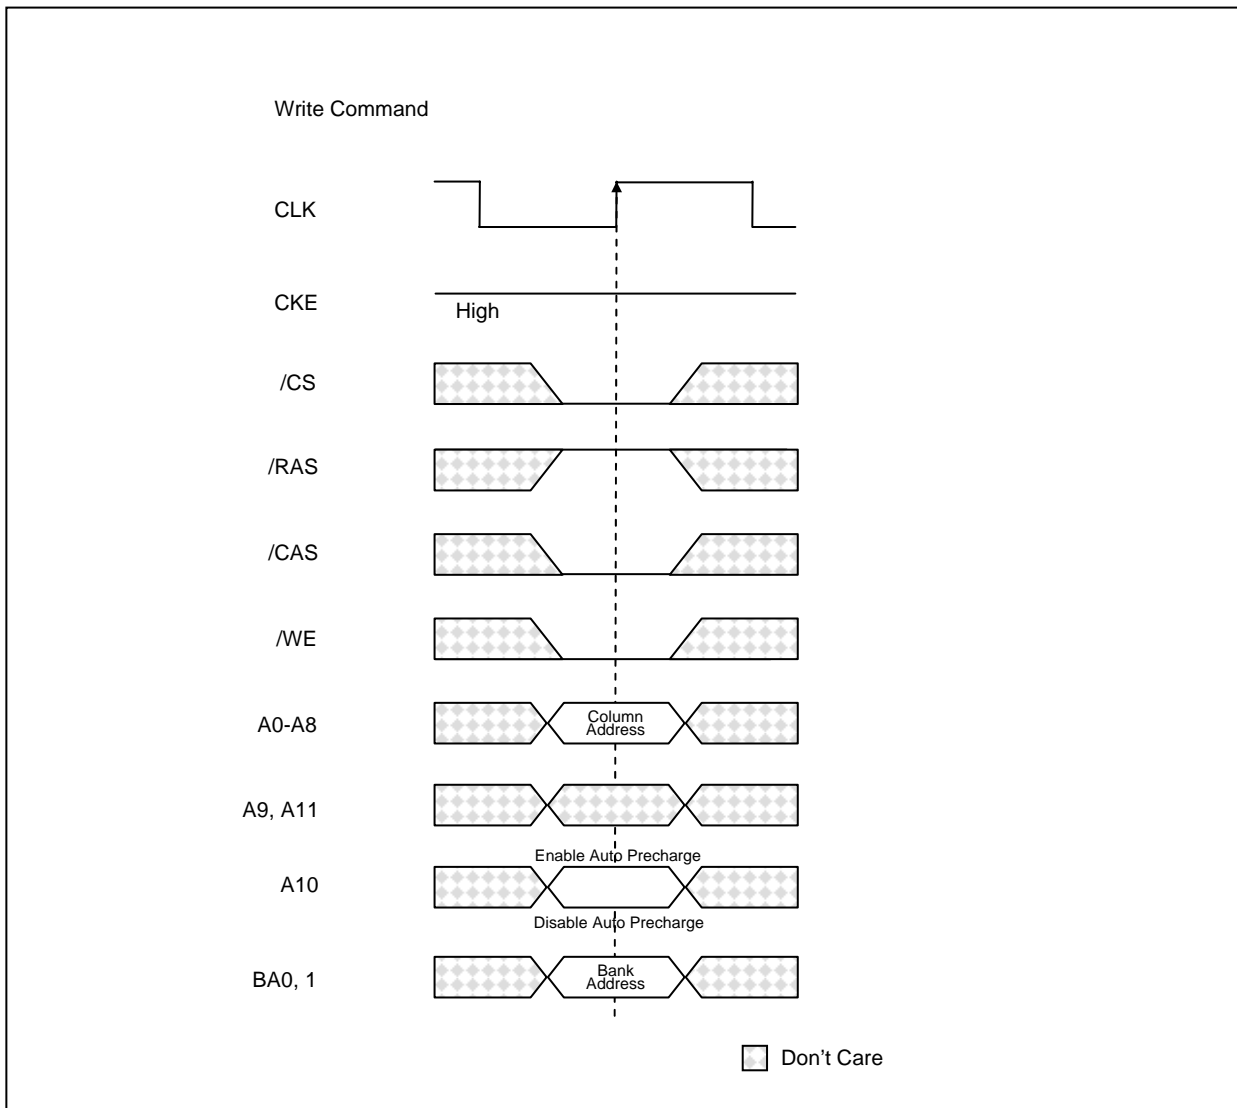 Write Command
CLK
CKE
High
/CS
/RAS
/CAS
/WE
A0-A8
Column
Address
A9, A11
Enable Auto Precharge
A10
Disable Auto Precharge
BA0, 1
Bank
Address
Don't Care